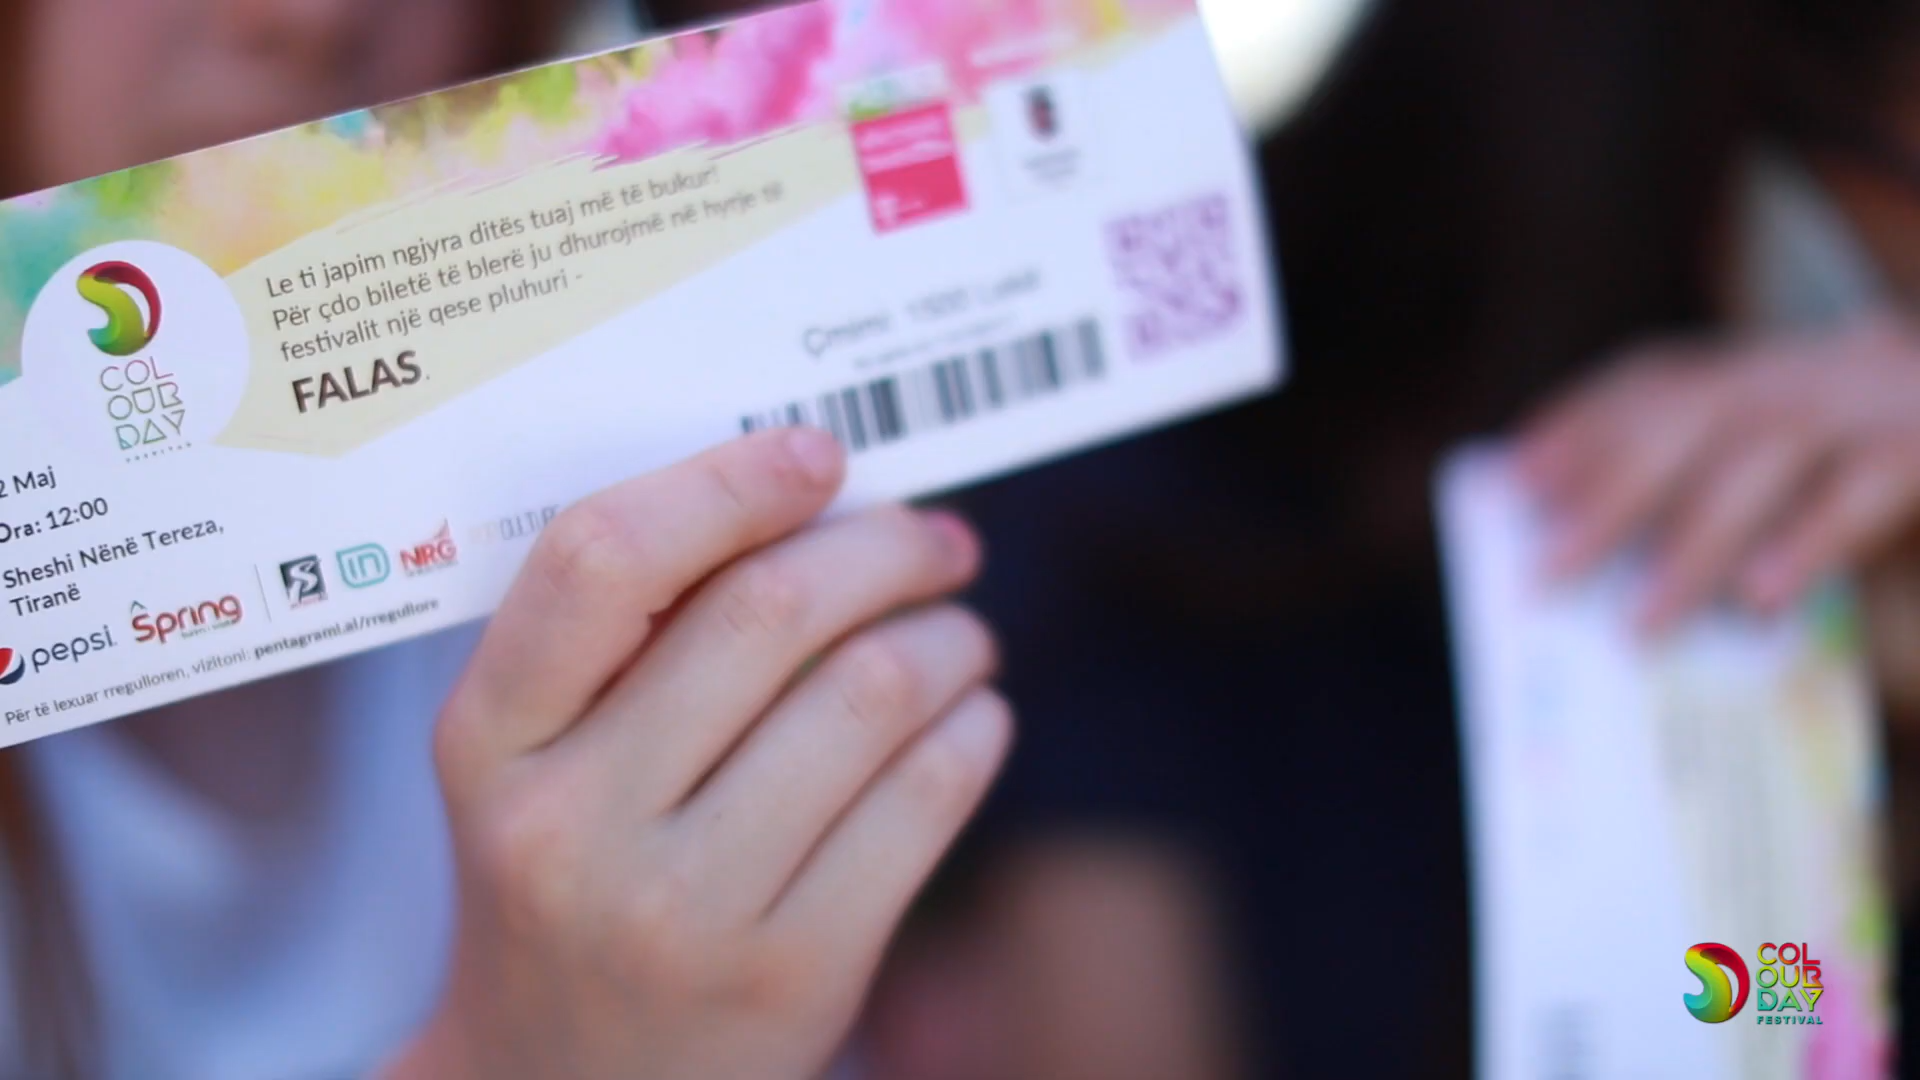 Le ti japim ngjyra ditës tuaj më të bukur!
Për çdo biletë të blerë ju dhurojmë në hyrje të
festivalit një qese pluhuri -
FALAS.
COL
OUR
DAY
2 Maj
Ora: 12:00
Sheshi Nënë Tereza,
Tiranë
pepsi
Spring
in
NRG
Për të lexuar rregulloren, vizitoni: pentagraml.al/rregullore
COL
OUR
DAY
FESTIVAL